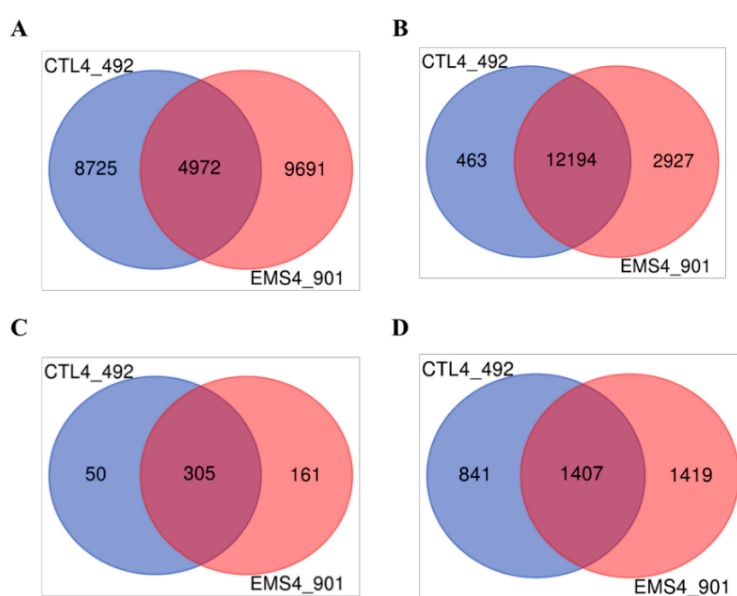 A
CTL4_492
8725 4972 9691
EMS4_901
B
CTL4_492
463 12194 2927
EMS4_901
C
CTL4_492
50 305 161
EMS4_901
D
CTL4_492
841 1407 1419
EMS4_901